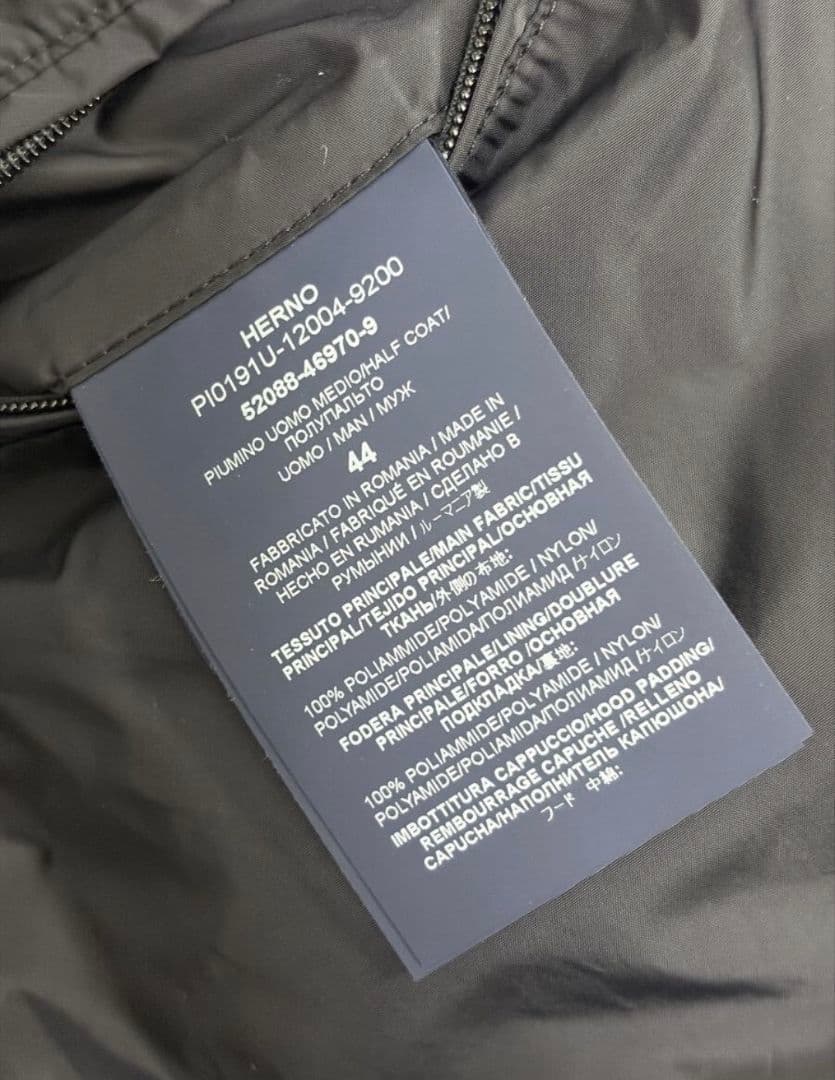 HERNO
PI0191U-12004-9200
52088-46970-9
PIUMINO UOMO MEDIO/HALF COAT/
ПОЛУПАЛЬТО
UOMO / MAN / МУЖ
44
FABBRICATO IN ROMANIA / MADE IN
ROMANIA / FABRIQUÉ EN ROUMANIE /
HECHO EN RUMANIA / СДЕЛАНО В
РУМЫНИИ / ルーマニア製
TESSUTO PRINCIPALE/MAIN FABRIC/TISSU
PRINCIPAL/TEJIDO PRINCIPAL/ОСНОВНАЯ
ТКАНЬ/外側の布地:
100% POLIAMMIDE/POLYAMIDE / NYLON/
POLYAMIDE/POLIAMIDA/ПОЛИАМИД /ナイロン
FODERA PRINCIPALE/LINING/DOUBLURE
PRINCIPALE/FORRO /ОСНОВНАЯ
ПОДКЛАДКА/裏地:
100% POLIAMMIDE/POLYAMIDE / NYLON/
POLYAMIDE/POLIAMIDA/ПОЛИАМИД /ナイロン
IMBOTTITURA CAPPUCCIO/HOOD PADDING/
REMBOURRAGE CAPUCHE /RELLENO
CAPUCHA/НАПОЛНИТЕЛЬ КАПЮШОНА/
フード 中綿: